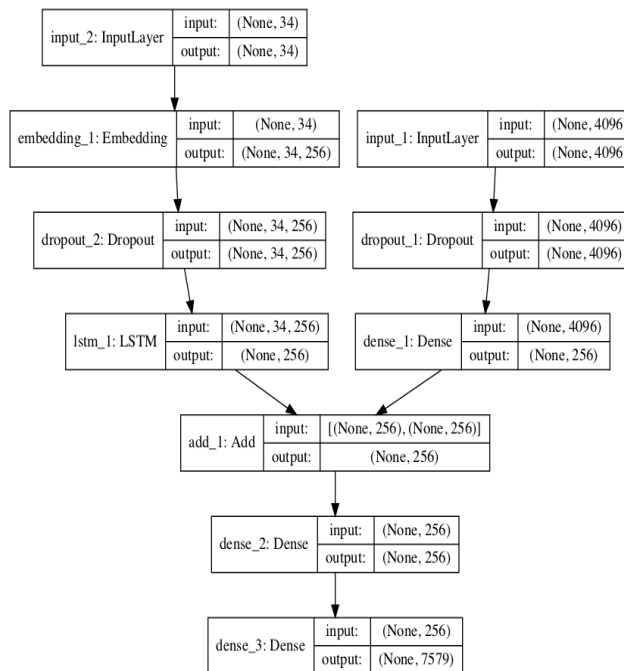 input_2: InputLayer
input: (None, 34)
output: (None, 34)
embedding_1: Embedding
input: (None, 34)
output: (None, 34, 256)
input_1: InputLayer
input: (None, 4096)
output: (None, 4096)
dropout_2: Dropout
input: (None, 34, 256)
output: (None, 34, 256)
dropout_1: Dropout
input: (None, 4096)
output: (None, 4096)
lstm_1: LSTM
input: (None, 34, 256)
output: (None, 256)
dense_1: Dense
input: (None, 4096)
output: (None, 256)
add_1: Add
input: [(None, 256), (None, 256)]
output: (None, 256)
dense_2: Dense
input: (None, 256)
output: (None, 256)
dense_3: Dense
input: (None, 256)
output: (None, 7579)